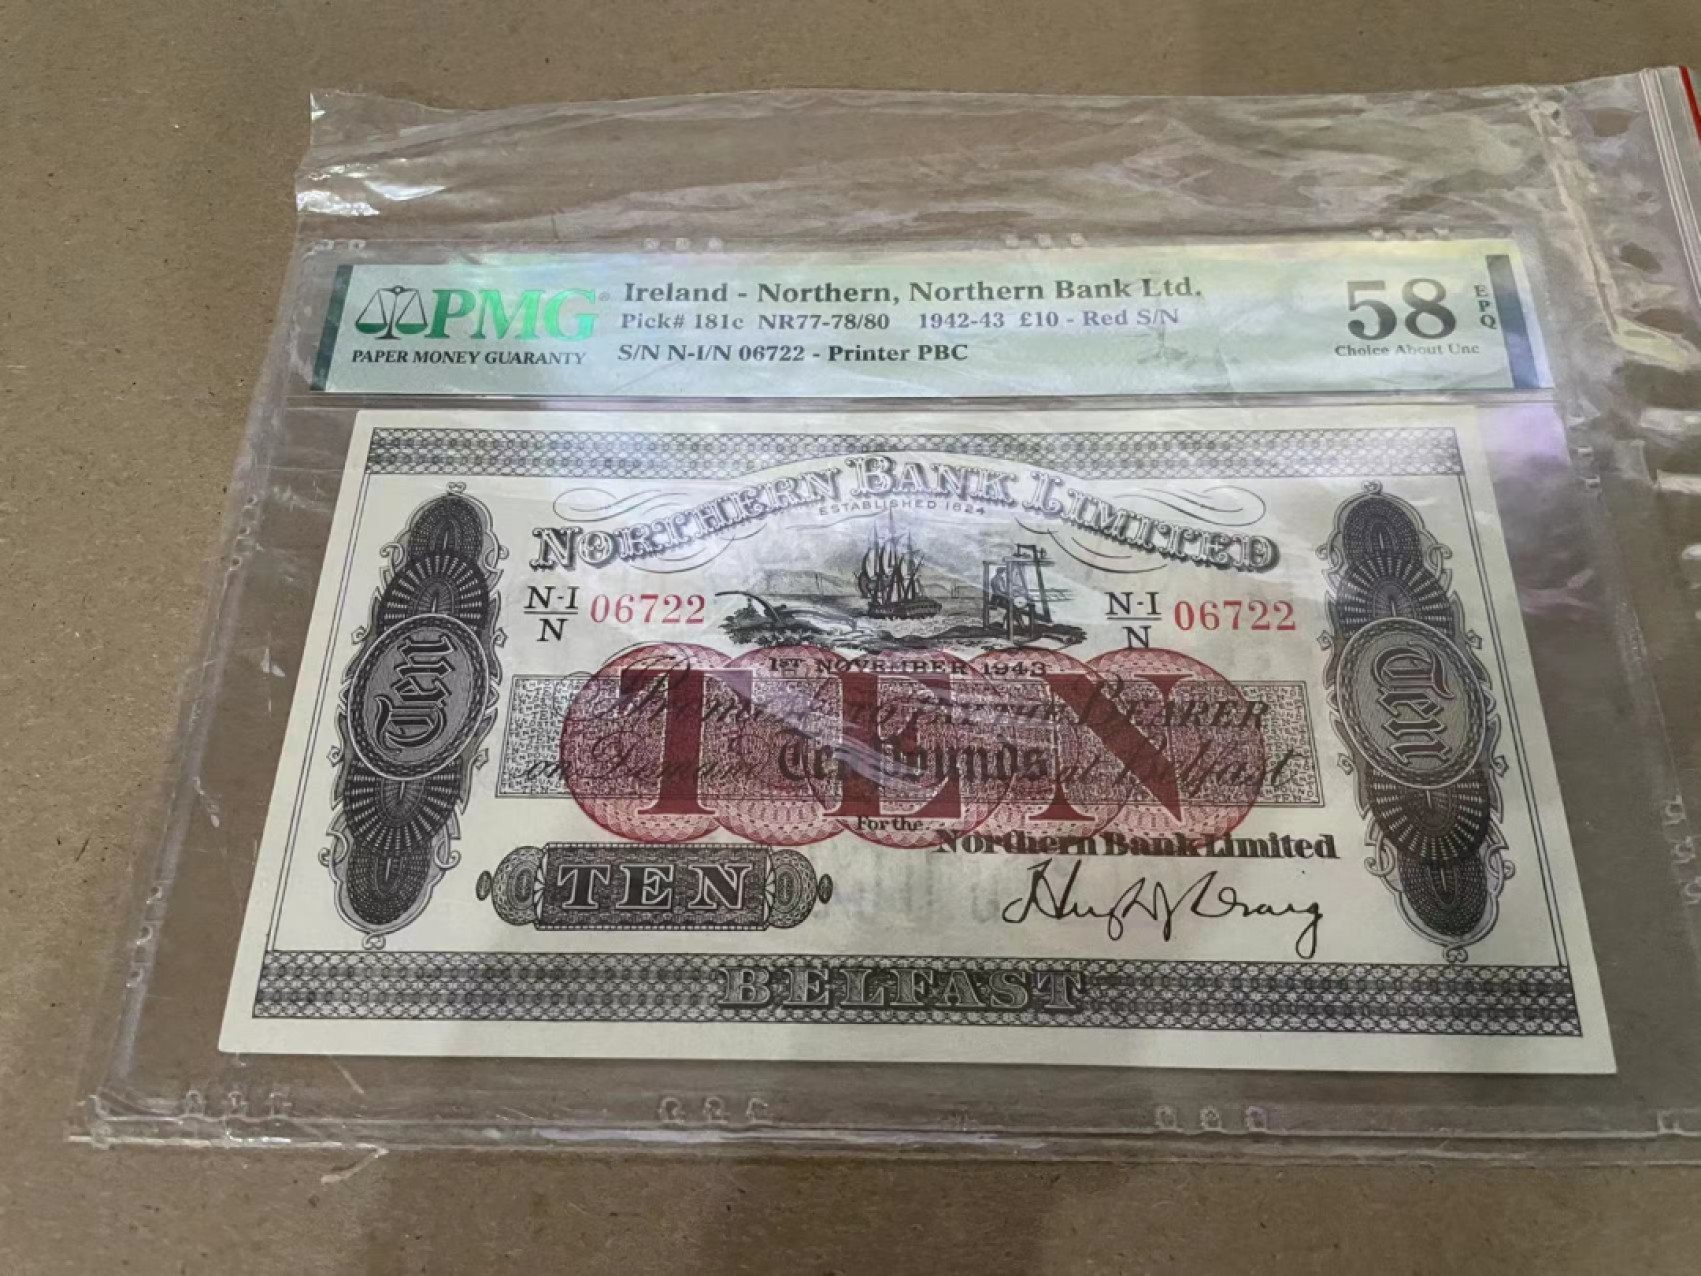 PMG®
PAPER MONEY GUARANTY
Ireland - Northern, Northern Bank Ltd.
Pick# 181c NR77-78/80 1942-43 £10 - Red S/N
S/N N-I/N 06722 - Printer PBC
58 EPQ
Choice About Unc
NORTHERN BANK LIMITED
ESTABLISHED 1824
N-I/N 06722
N-I/N 06722
1ST NOVEMBER 1943
TEN
Promise to PAY THE BEARER
on Demand Ten Pounds at Belfast
For the
Northern Bank Limited
Ten
Ten
TEN
BELFAST